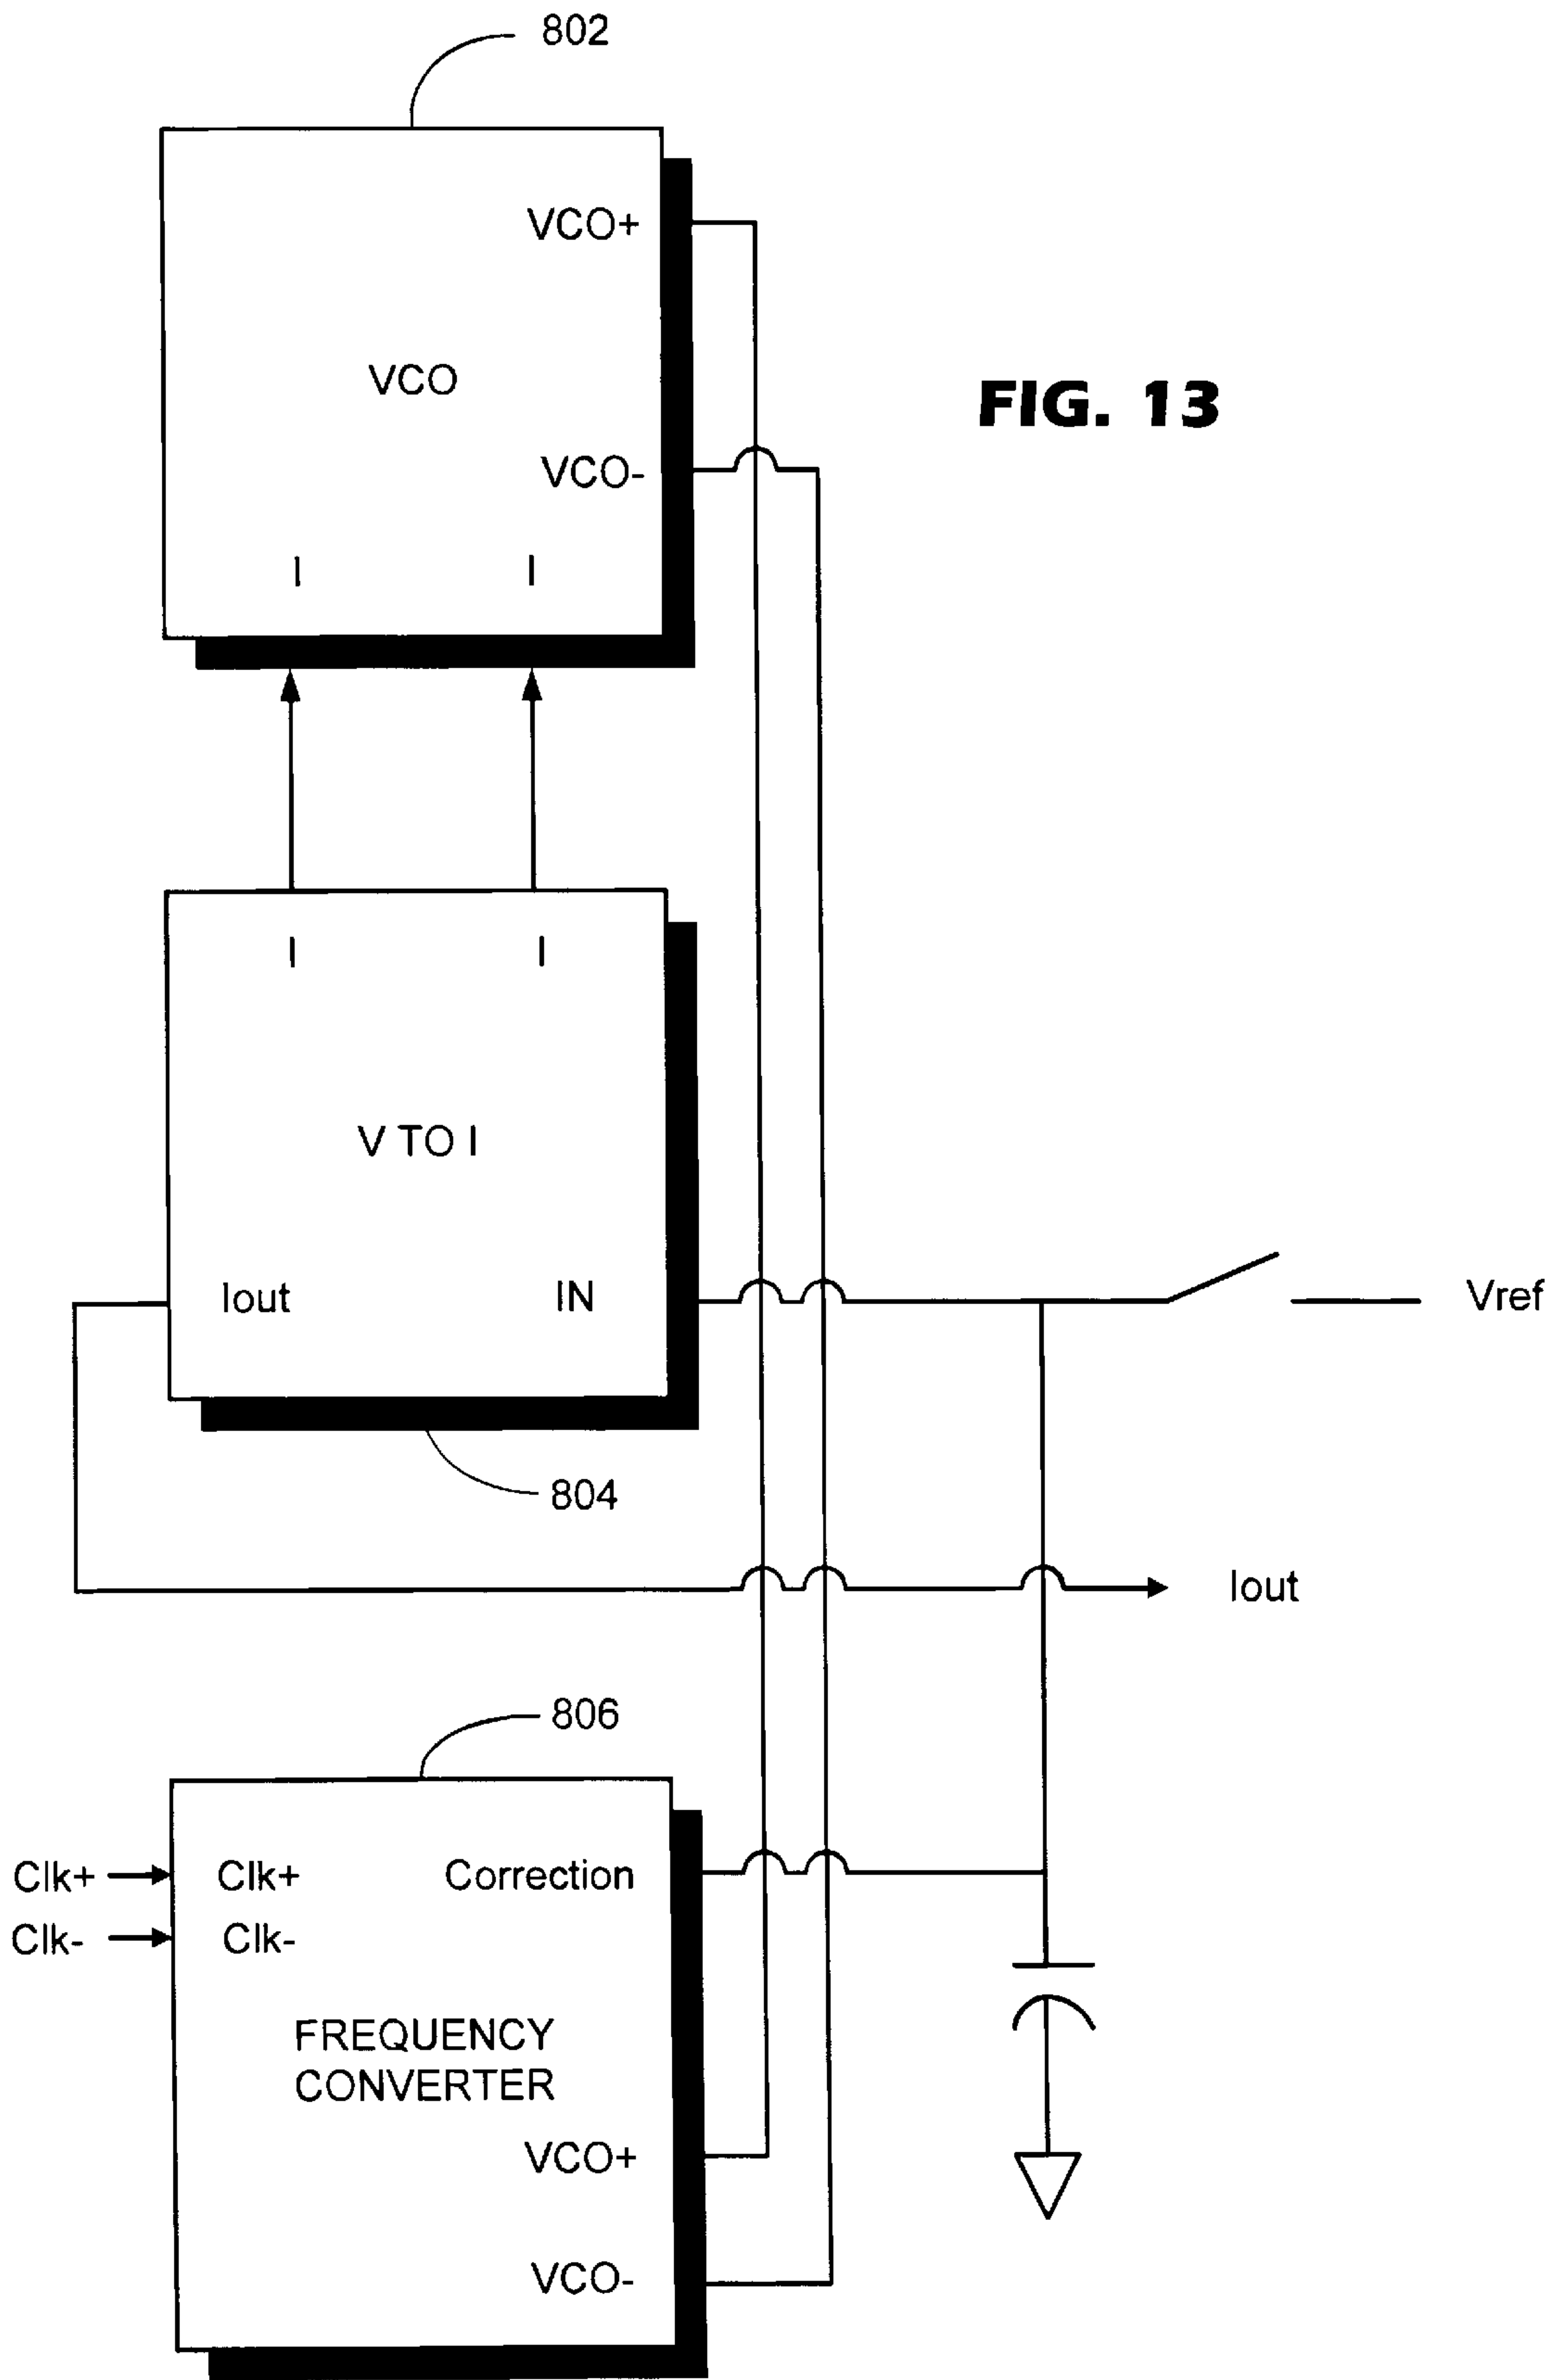 802
VCO+
FIG. 13
VCO
VCO-
I I
I I
V TO I
Iout IN
Vref
804
Iout
806
Clk+ Clk+ Correction
Clk- Clk-
FREQUENCY
CONVERTER
VCO+
VCO-